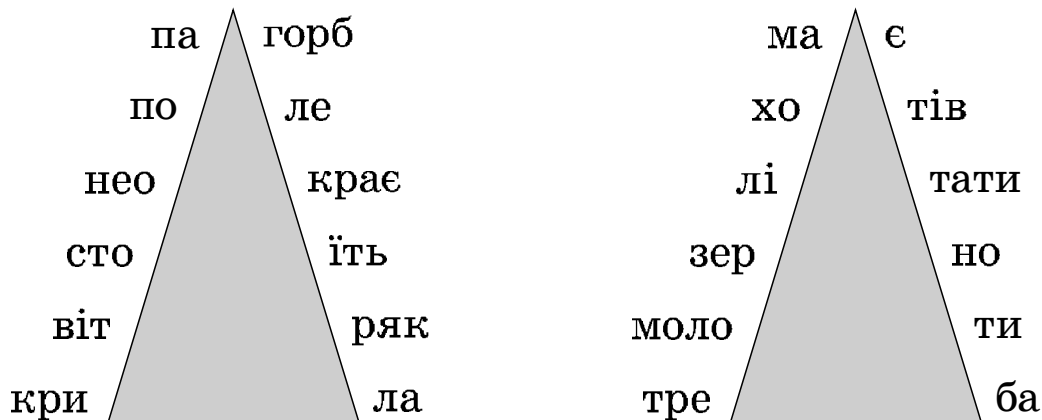 па горб ма є
по ле хо тів
нео крає лі тати
сто їть зер но
віт ряк моло ти
кри ла тре ба